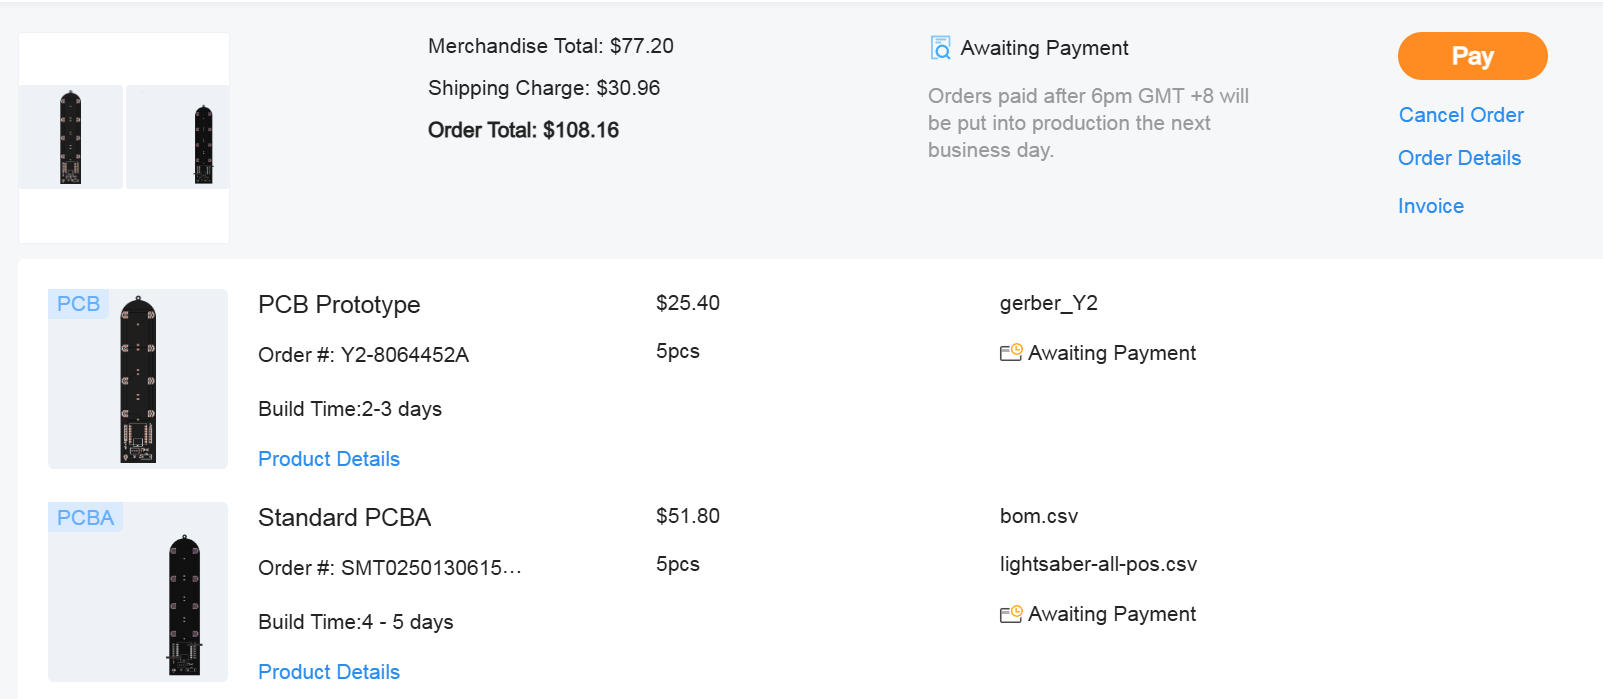 Merchandise Total: $77.20
Shipping Charge: $30.96
Order Total: $108.16
Awaiting Payment
Orders paid after 6pm GMT +8 will
be put into production the next
business day.
Pay
Cancel Order
Order Details
Invoice
PCB
PCB Prototype
Order #: Y2-8064452A
Build Time:2-3 days
Product Details
$25.40
5pcs
gerber_Y2
Awaiting Payment
PCBA
Standard PCBA
Order #: SMT0250130615…
Build Time:4 - 5 days
Product Details
$51.80
5pcs
bom.csv
lightsaber-all-pos.csv
Awaiting Payment